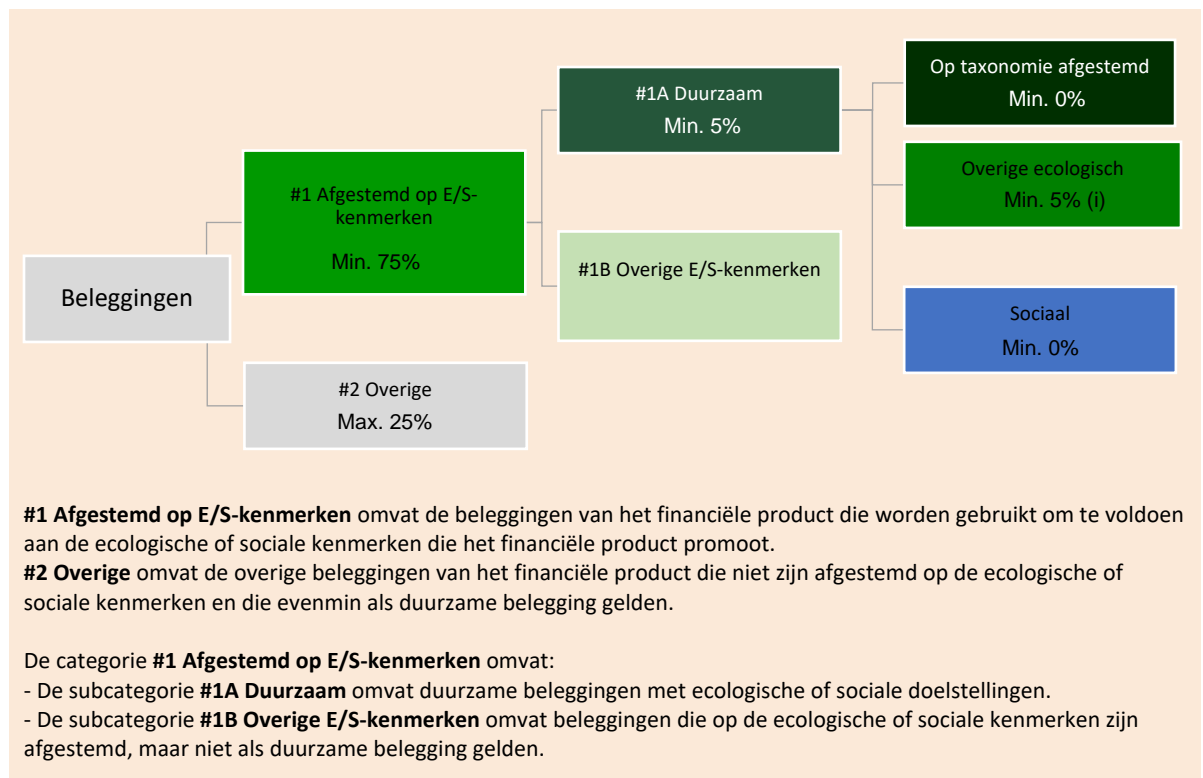 Beleggingen
#1 Afgestemd op E/S-
kenmerken
Min. 75%
#2 Overige
Max. 25%
#1A Duurzaam
Min. 5%
#1B Overige E/S-kenmerken
Op taxonomie afgestemd
Min. 0%
Overige ecologisch
Min. 5% (i)
Sociaal
Min. 0%
#1 Afgestemd op E/S-kenmerken omvat de beleggingen van het financiële product die worden gebruikt om te voldoen
aan de ecologische of sociale kenmerken die het financiële product promoot.
#2 Overige omvat de overige beleggingen van het financiële product die niet zijn afgestemd op de ecologische of
sociale kenmerken en die evenmin als duurzame belegging gelden.
De categorie #1 Afgestemd op E/S-kenmerken omvat:
- De subcategorie #1A Duurzaam omvat duurzame beleggingen met ecologische of sociale doelstellingen.
- De subcategorie #1B Overige E/S-kenmerken omvat beleggingen die op de ecologische of sociale kenmerken zijn
afgestemd, maar niet als duurzame belegging gelden.